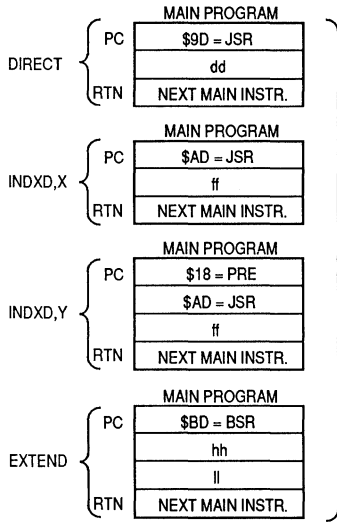 MAIN PROGRAM
PC
$9D = JSR
DIRECT
dd
RTN
NEXT MAIN INSTR.
MAIN PROGRAM
PC
$AD = JSR
INDXD,X
ff
RTN
NEXT MAIN INSTR.
MAIN PROGRAM
PC
$18 = PRE
INDXD,Y
$AD = JSR
ff
RTN
NEXT MAIN INSTR.
MAIN PROGRAM
PC
$BD = BSR
hh
EXTEND
ll
RTN
NEXT MAIN INSTR.